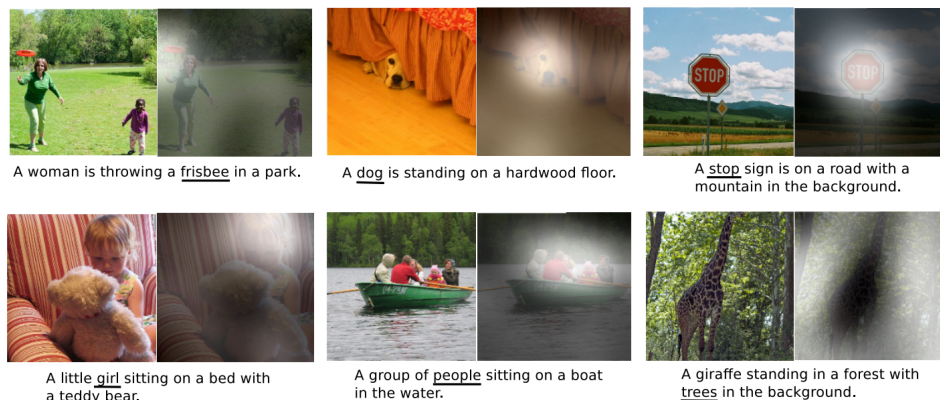 STOP
STOP
A woman is throwing a frisbee in a park.
A dog is standing on a hardwood floor.
A stop sign is on a road with a
mountain in the background.
A little girl sitting on a bed with
a teddy bear.
A group of people sitting on a boat
in the water.
A giraffe standing in a forest with
trees in the background.